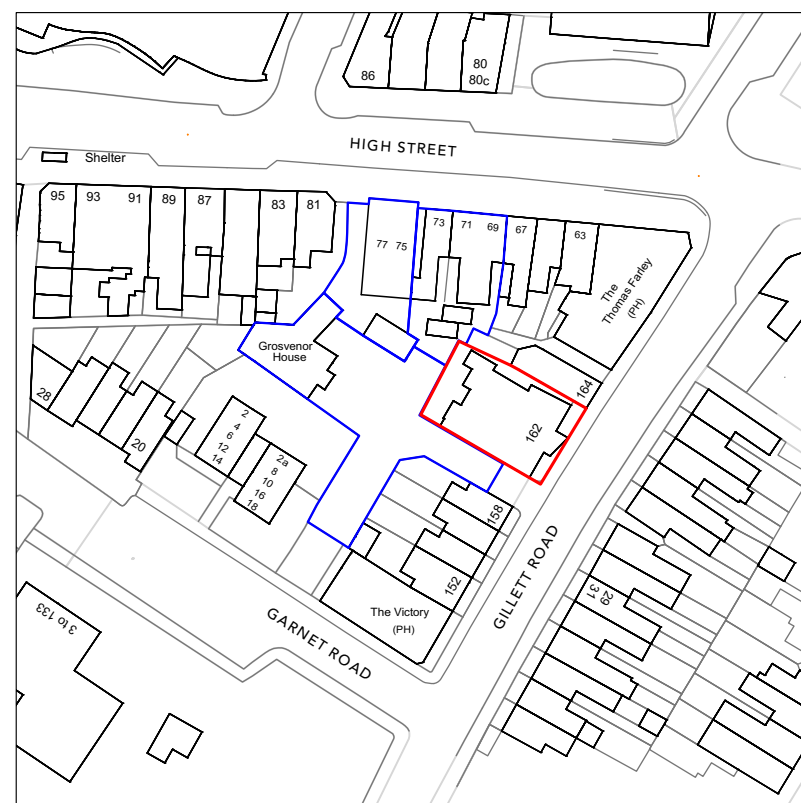 80
86
80c
HIGH STREET
Shelter
95
93
91
89
87
83
81
77
75
73
71
69
67
63
The
Thomas Farley
(PH)
Grosvenor
House
164
162
28
20
2
4
6
12
14
2a
8
10
16
18
158
152
The Victory
(PH)
GILLETT ROAD
GARNET ROAD
29
31
3 to 133